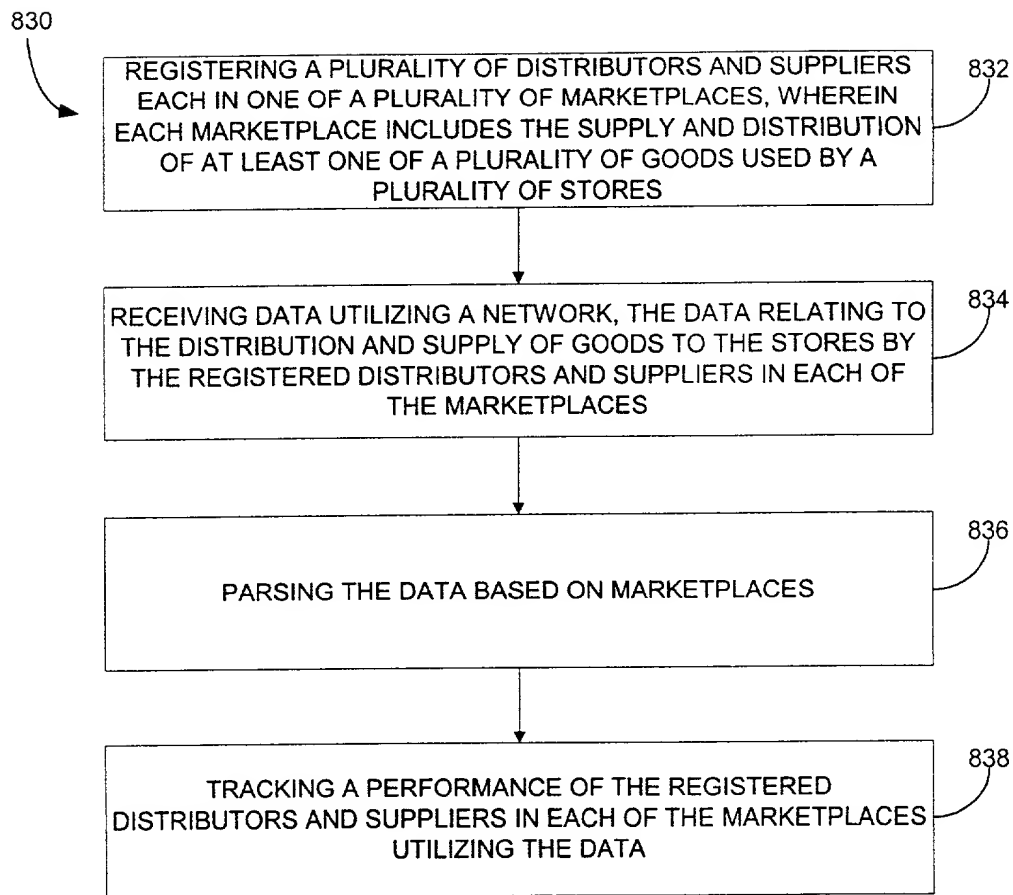 830
REGISTERING A PLURALITY OF DISTRIBUTORS AND SUPPLIERS
EACH IN ONE OF A PLURALITY OF MARKETPLACES, WHEREIN
EACH MARKETPLACE INCLUDES THE SUPPLY AND DISTRIBUTION
OF AT LEAST ONE OF A PLURALITY OF GOODS USED BY A
PLURALITY OF STORES
832
RECEIVING DATA UTILIZING A NETWORK, THE DATA RELATING TO
THE DISTRIBUTION AND SUPPLY OF GOODS TO THE STORES BY
THE REGISTERED DISTRIBUTORS AND SUPPLIERS IN EACH OF
THE MARKETPLACES
834
PARSING THE DATA BASED ON MARKETPLACES
836
TRACKING A PERFORMANCE OF THE REGISTERED
DISTRIBUTORS AND SUPPLIERS IN EACH OF THE MARKETPLACES
UTILIZING THE DATA
838